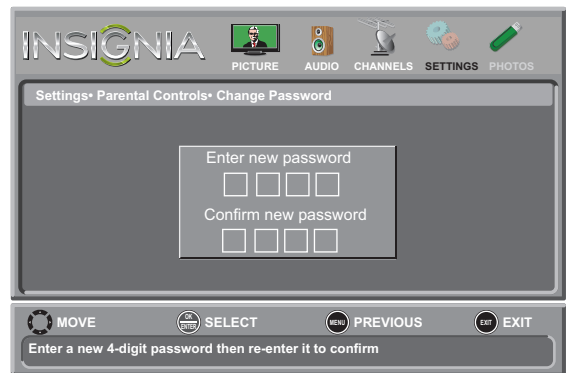 INSIGNIA
PICTURE AUDIO CHANNELS SETTINGS PHOTOS
Settings• Parental Controls• Change Password
Enter new password
Confirm new password
MOVE OK ENTER SELECT MENU PREVIOUS EXIT EXIT
Enter a new 4-digit password then re-enter it to confirm